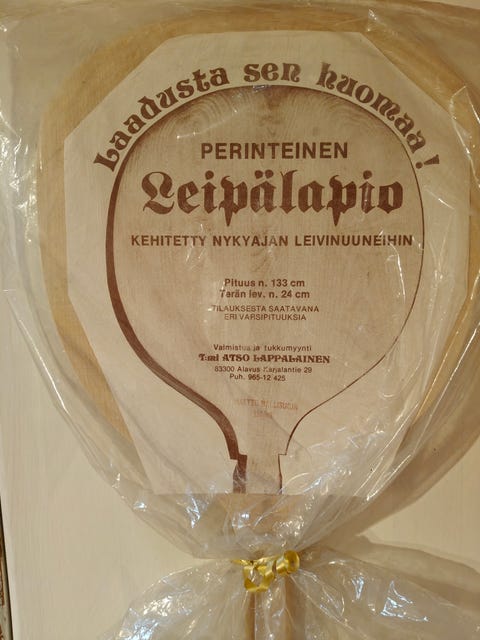 Laadusta sen huomaa!
PERINTEINEN
Leipälapio
KEHITETTY NYKYAJAN LEIVINUUNEIHIN
Pituus n. 133 cm
Terän lev. n. 24 cm
TILAUKSESTA SAATAVANA
ERI VARSIPITUUKSIA
Valmistus ja tukkumyynti
T:mi ATSO LAPPALAINEN
63300 Alavus Karjalantie 29
Puh. 965-12 425